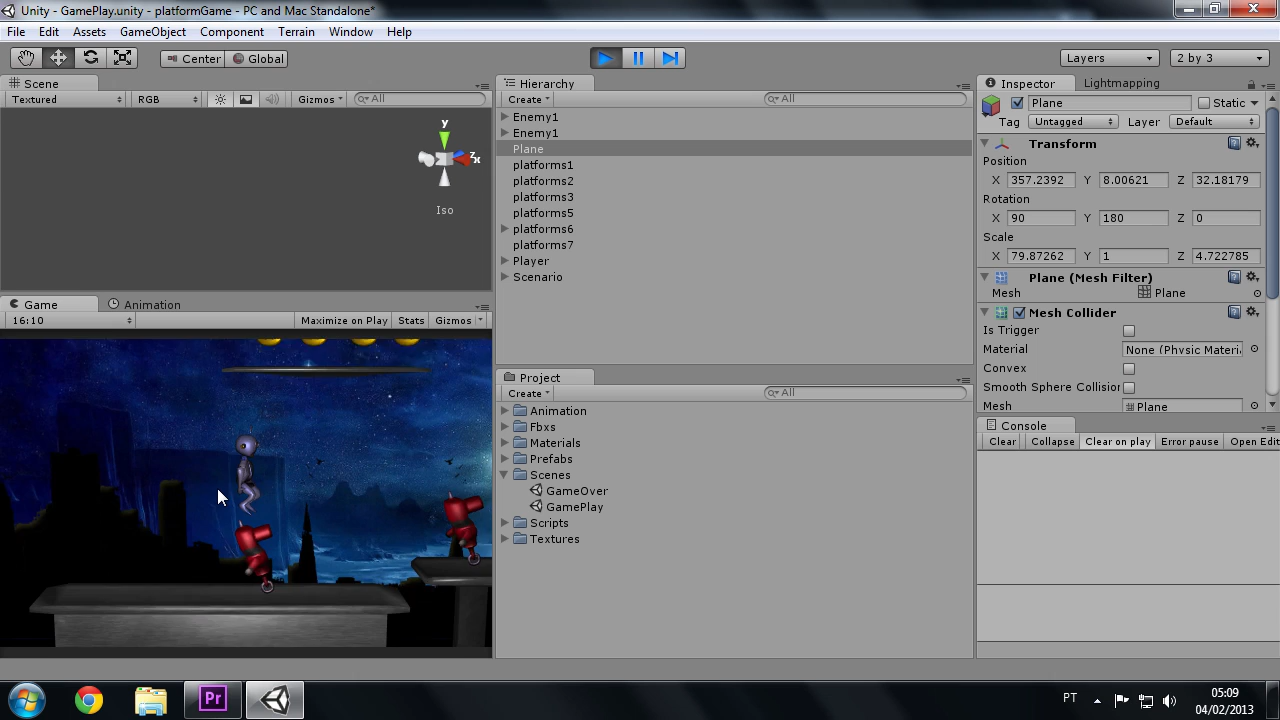 Unity - GamePlay.unity - platformGame - PC and Mac Standalone*
File Edit Assets GameObject Component Terrain Window Help
Center Global Layers 2 by 3
Scene
Textured RGB Gizmos All
y
z x
Iso
Game Animation
16:10 Maximize on Play Stats Gizmos
Hierarchy
Create All
Enemy1
Enemy1
Plane
platforms1
platforms2
platforms3
platforms5
platforms6
platforms7
Player
Scenario
Project
Create All
Animation
Fbxs
Materials
Prefabs
Scenes
GameOver
GamePlay
Scripts
Textures
Inspector Lightmapping
Plane Static
Tag Untagged Layer Default
Transform
Position
X 357.2392 Y 8.00621 Z 32.18179
Rotation
X 90 Y 180 Z 0
Scale
X 79.87262 Y 1 Z 4.722785
Plane (Mesh Filter)
Mesh Plane
Mesh Collider
Is Trigger
Material None (Physic Materi
Convex
Smooth Sphere Collision
Mesh Plane
Console
Clear Collapse Clear on play Error pause Open Edit
Pr PT 05:09
04/02/2013